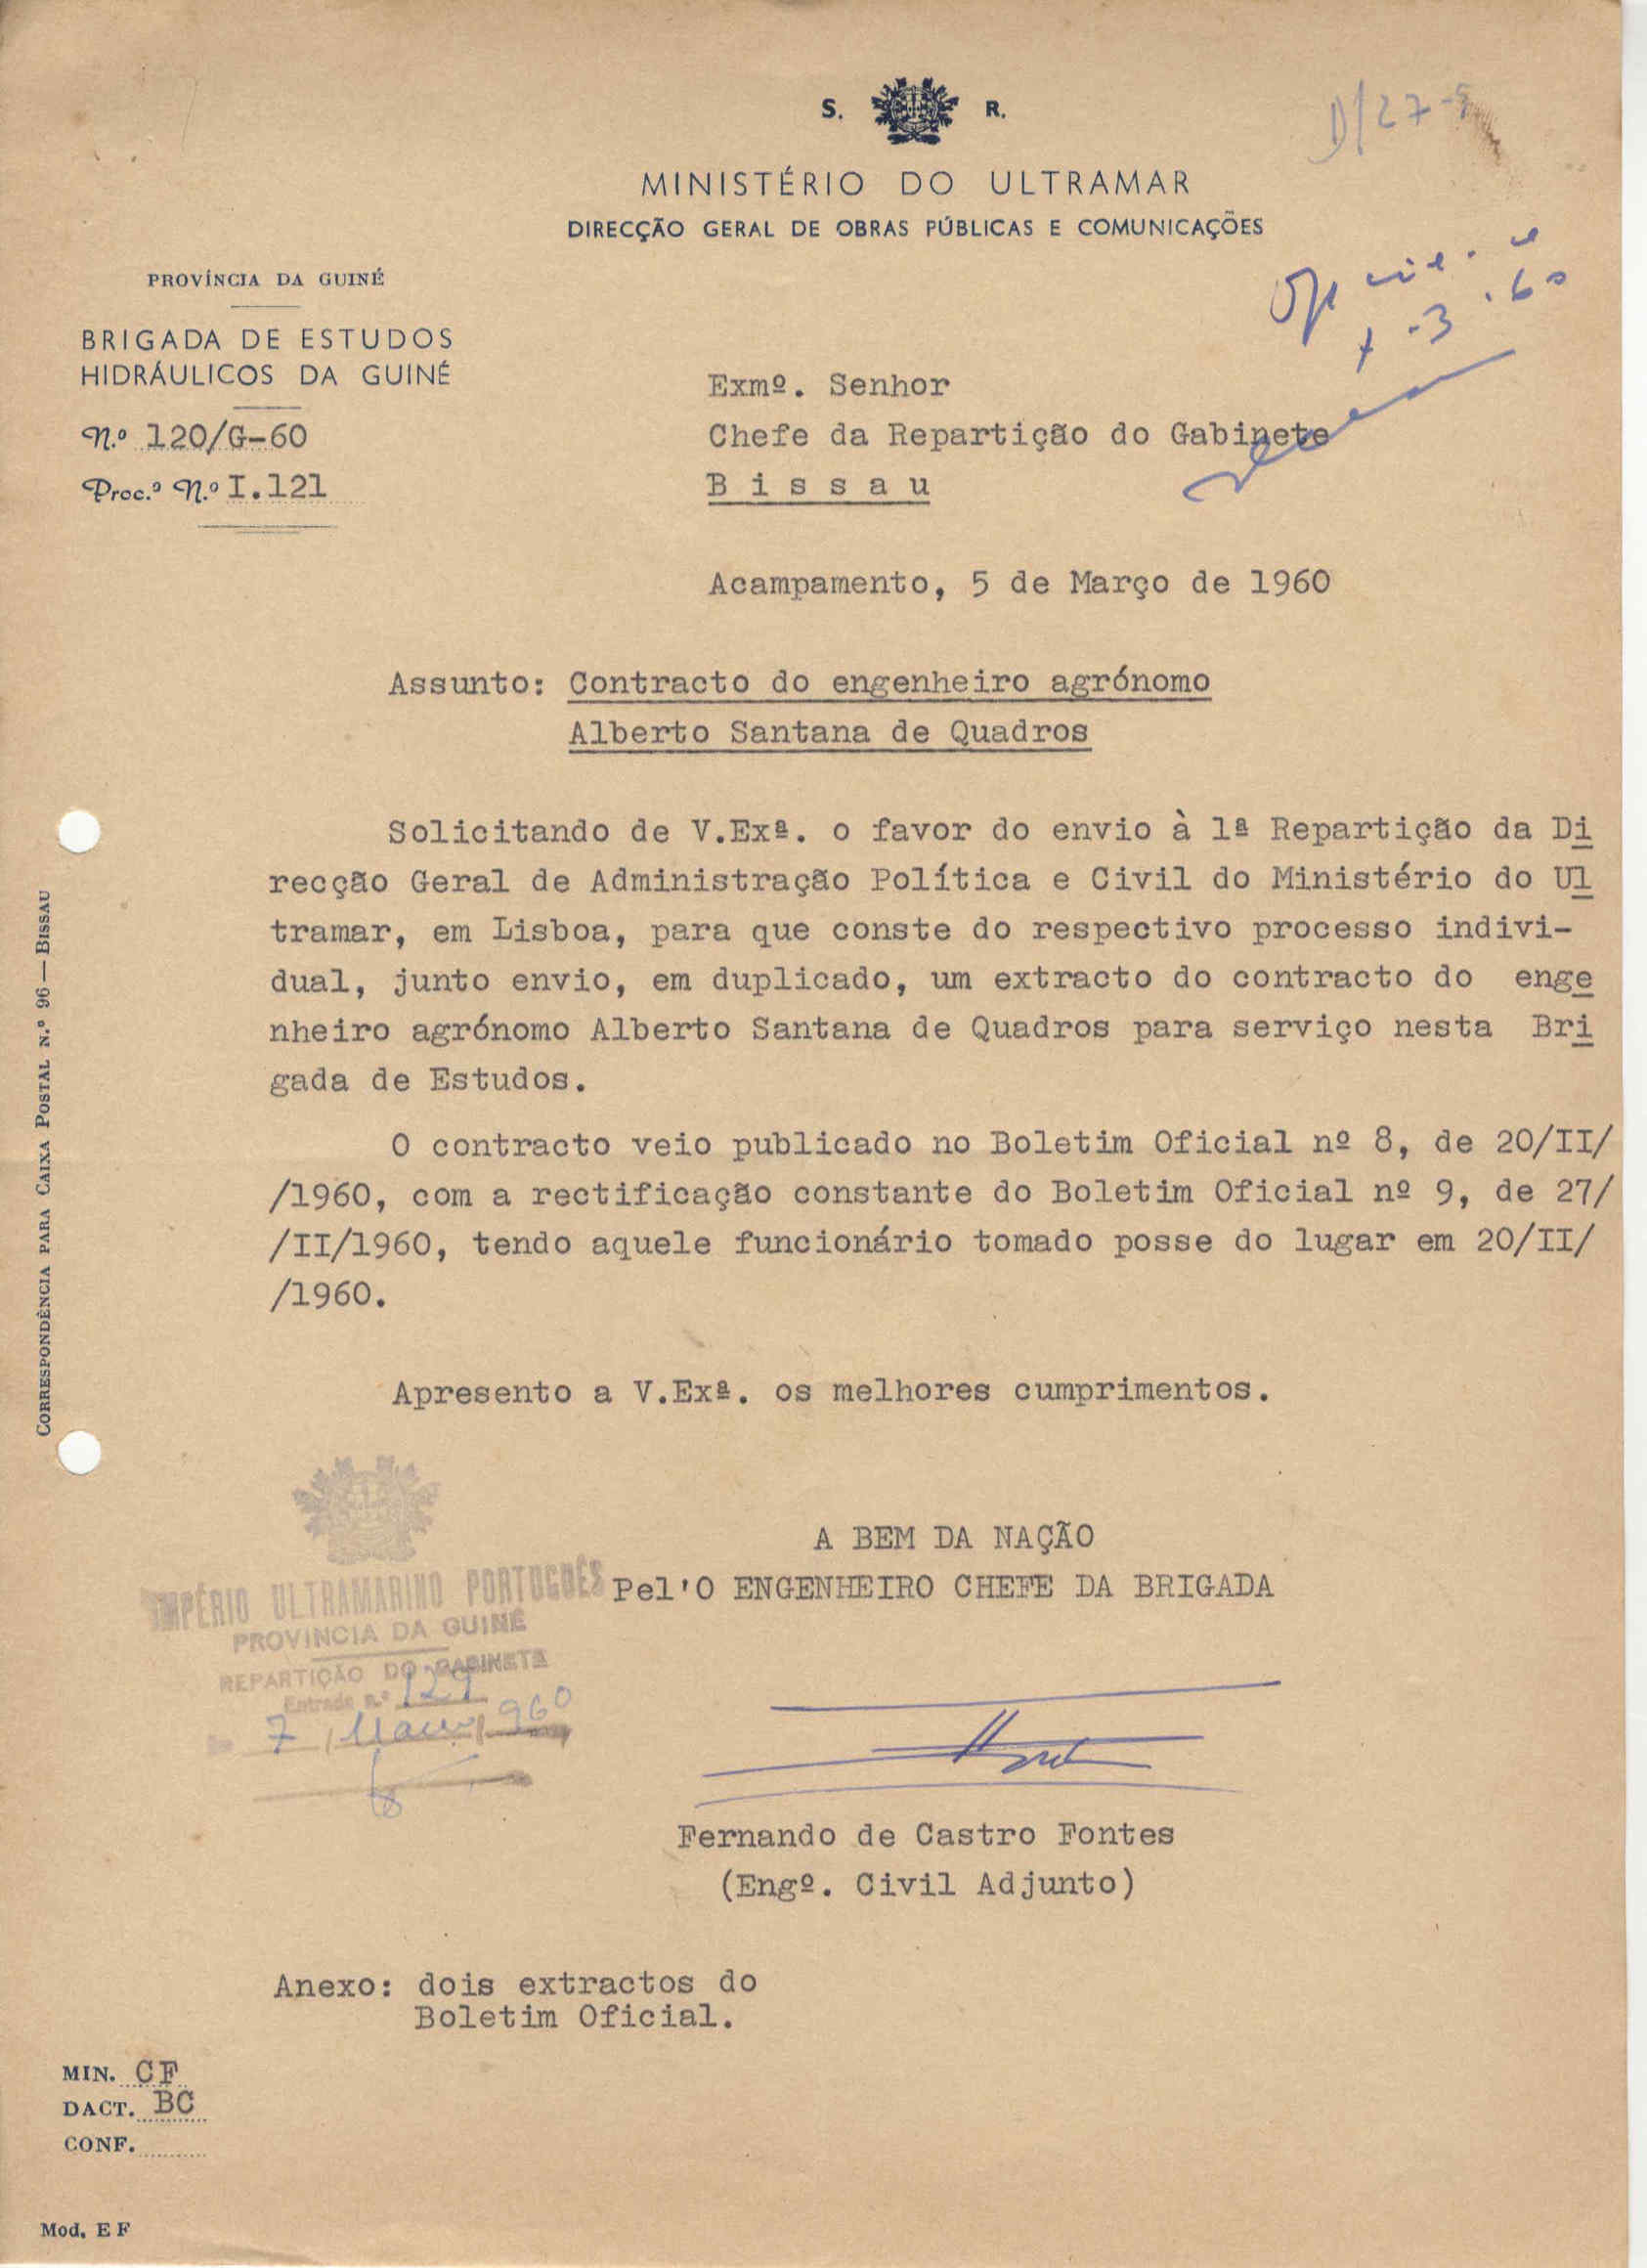 S. R.
D/27-
MINISTÉRIO DO ULTRAMAR
DIRECÇÃO GERAL DE OBRAS PÚBLICAS E COMUNICAÇÕES
-3-60
PROVÍNCIA DA GUINÉ
BRIGADA DE ESTUDOS
HIDRÁULICOS DA GUINÉ
N.º 120/G-60
Proc.º N.º I.121
Exmº. Senhor
Chefe da Repartição do Gabinete
B i s s a u
Acampamento, 5 de Março de 1960
Assunto: Contracto do engenheiro agrónomo
Alberto Santana de Quadros
Solicitando de V.Exª. o favor do envio à 1ª Repartição da Di
recção Geral de Administração Política e Civil do Ministério do Ul
tramar, em Lisboa, para que conste do respectivo processo indivi-
dual, junto envio, em duplicado, um extracto do contracto do enge
nheiro agrónomo Alberto Santana de Quadros para serviço nesta Bri
gada de Estudos.
O contracto veio publicado no Boletim Oficial nº 8, de 20/II/
/1960, com a rectificação constante do Boletim Oficial nº 9, de 27/
/II/1960, tendo aquele funcionário tomado posse do lugar em 20/II/
/1960.
Apresento a V.Exª. os melhores cumprimentos.
A BEM DA NAÇÃO
Pel'O ENGENHEIRO CHEFE DA BRIGADA
IMPÉRIO ULTRAMARINO PORTUGUÊS
PROVINCIA DA GUINÉ
REPARTIÇÃO DO GABINETE
Entrada n.º 129
7 / Março / 960
Fernando de Castro Fontes
(Engº. Civil Adjunto)
Anexo: dois extractos do
Boletim Oficial.
MIN. CF
DACT. BC
CONF.
Mod. E F
CORRESPONDÊNCIA PARA CAIXA POSTAL N.º 96 — BISSAU